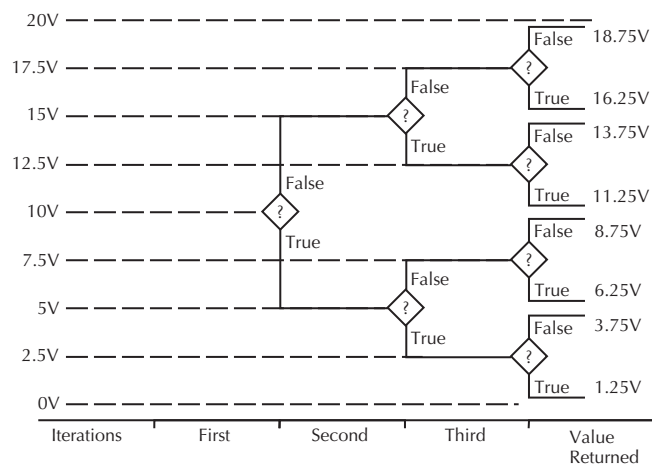 20V
False
18.75V
17.5V
?
False
True
16.25V
15V
?
False
13.75V
True
12.5V
?
False
True
11.25V
10V
?
True
False
8.75V
7.5V
?
False
True
6.25V
5V
?
False
3.75V
True
2.5V
?
True
1.25V
0V
Iterations
First
Second
Third
Value
Returned